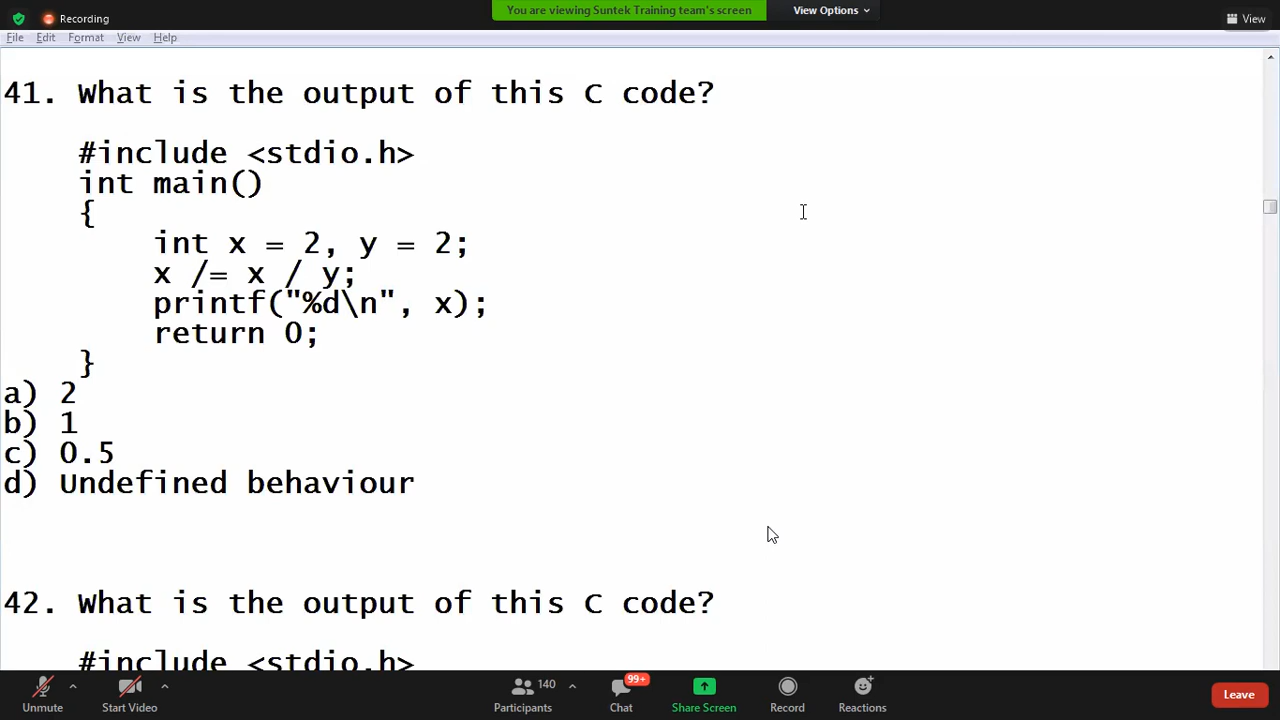 Recording
You are viewing Suntek Training team's screen
View Options
View
File Edit Format View Help
41. What is the output of this C code?
#include <stdio.h>
int main()
{
int x = 2, y = 2;
x /= x / y;
printf("%d\n", x);
return 0;
}
a) 2
b) 1
c) 0.5
d) Undefined behaviour
42. What is the output of this C code?
#include <stdio.h>
Unmute
Start Video
140
Participants
99+
Chat
Share Screen
Record
Reactions
Leave